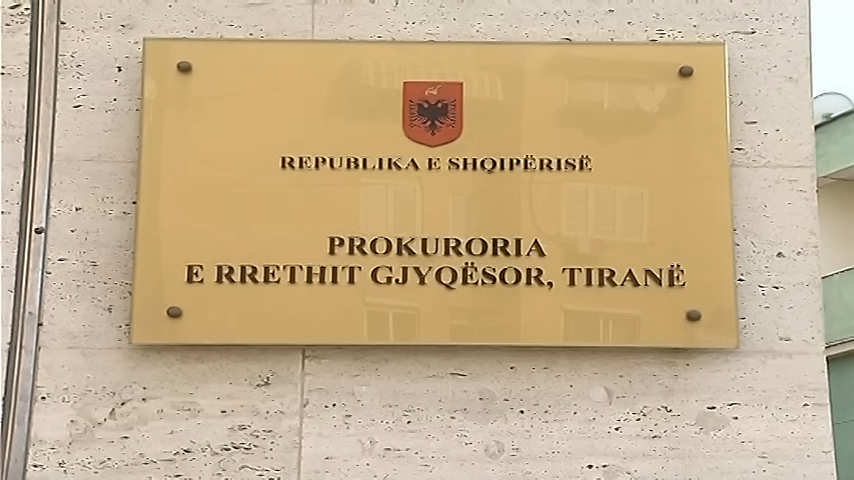 REPUBLIKA E SHQIPËRISË
PROKURORIA
E RRETHIT GJYQËSOR, TIRANË